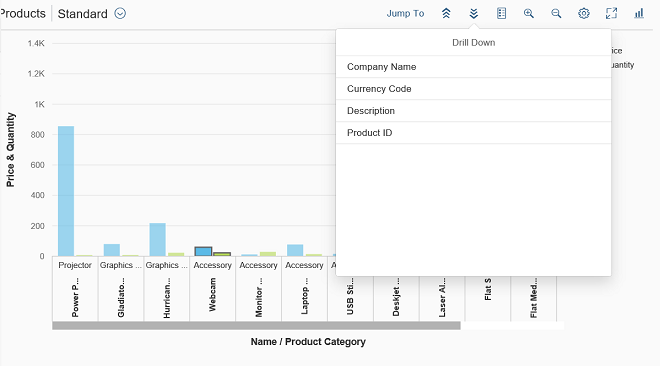 Products Standard
Jump To
Drill Down
Company Name
Currency Code
Description
Product ID
ice
uantity
1.4K
1.2K
1K
800
600
400
200
0
Price & Quantity
Projector Graphics ... Graphics ... Accessory Accessory Accessory A
Power P... Gladiato... Hurrican... Webcam Monitor ... Laptop ... USB Sti... Deskjet ... Laser Al... Flat S Flat Med...
Name / Product Category